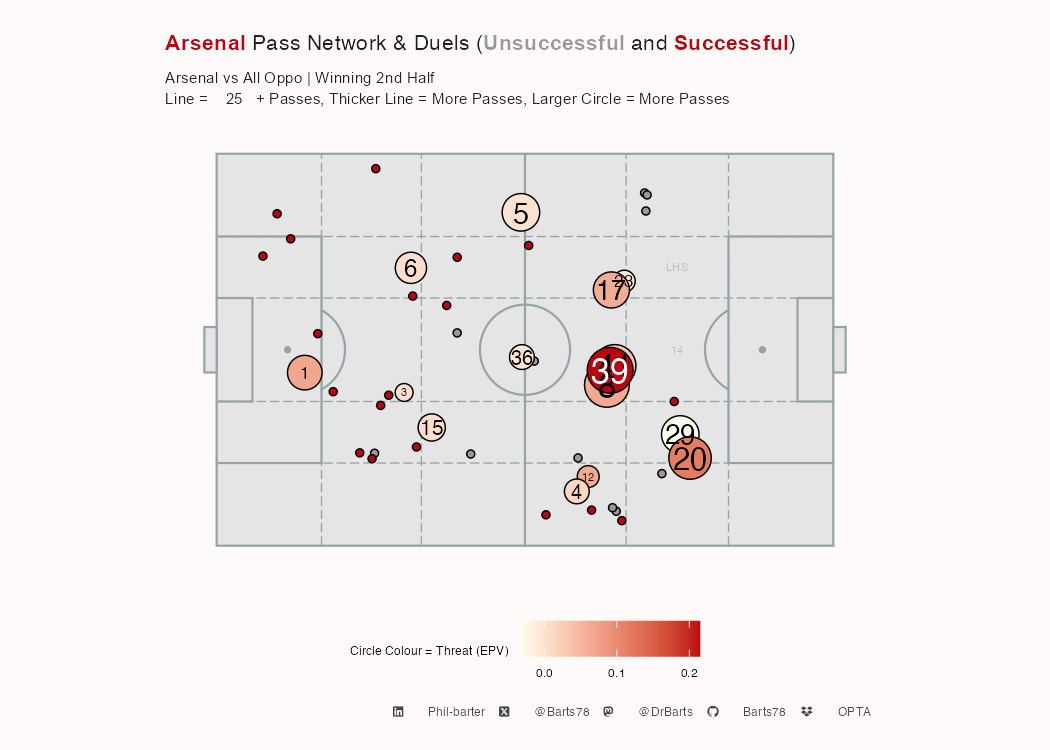 Arsenal Pass Network & Duels (Unsuccessful and Successful)
Arsenal vs All Oppo | Winning 2nd Half
Line = 25 + Passes, Thicker Line = More Passes, Larger Circle = More Passes
5
6
LHS
17
36
14
39
1
3
15
29
20
12
4
Circle Colour = Threat (EPV)
0.0 0.1 0.2
Phil-barter @Barts78 @DrBarts Barts78 OPTA